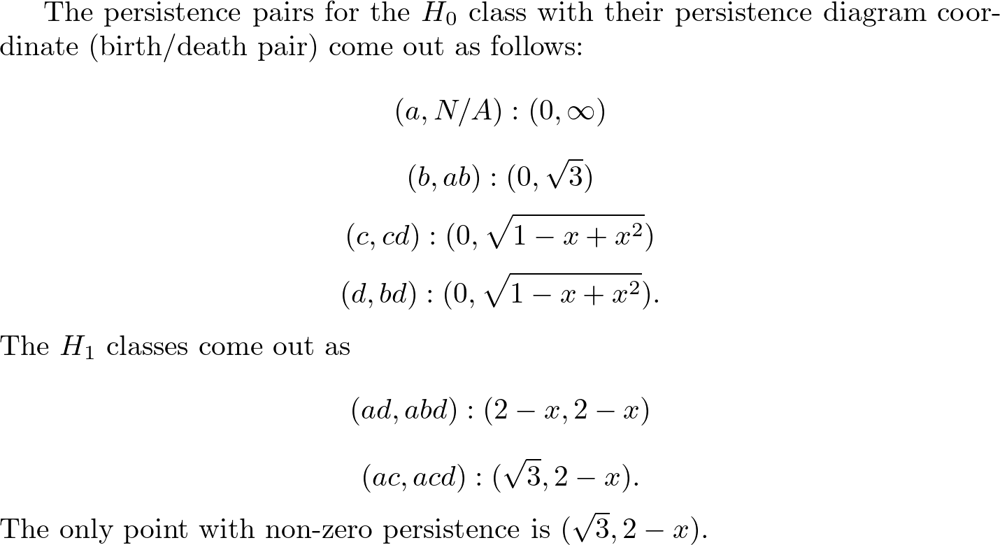 The persistence pairs for the $H_0$ class with their persistence diagram coor-
dinate (birth/death pair) come out as follows:
$(a, N/A) : (0, \infty)$
$(b, ab) : (0, \sqrt{3})$
$(c, cd) : (0, \sqrt{1 - x + x^2})$
$(d, bd) : (0, \sqrt{1 - x + x^2}).$
The $H_1$ classes come out as
$(ad, abd) : (2 - x, 2 - x)$
$(ac, acd) : (\sqrt{3}, 2 - x).$
The only point with non-zero persistence is $(\sqrt{3}, 2 - x)$.